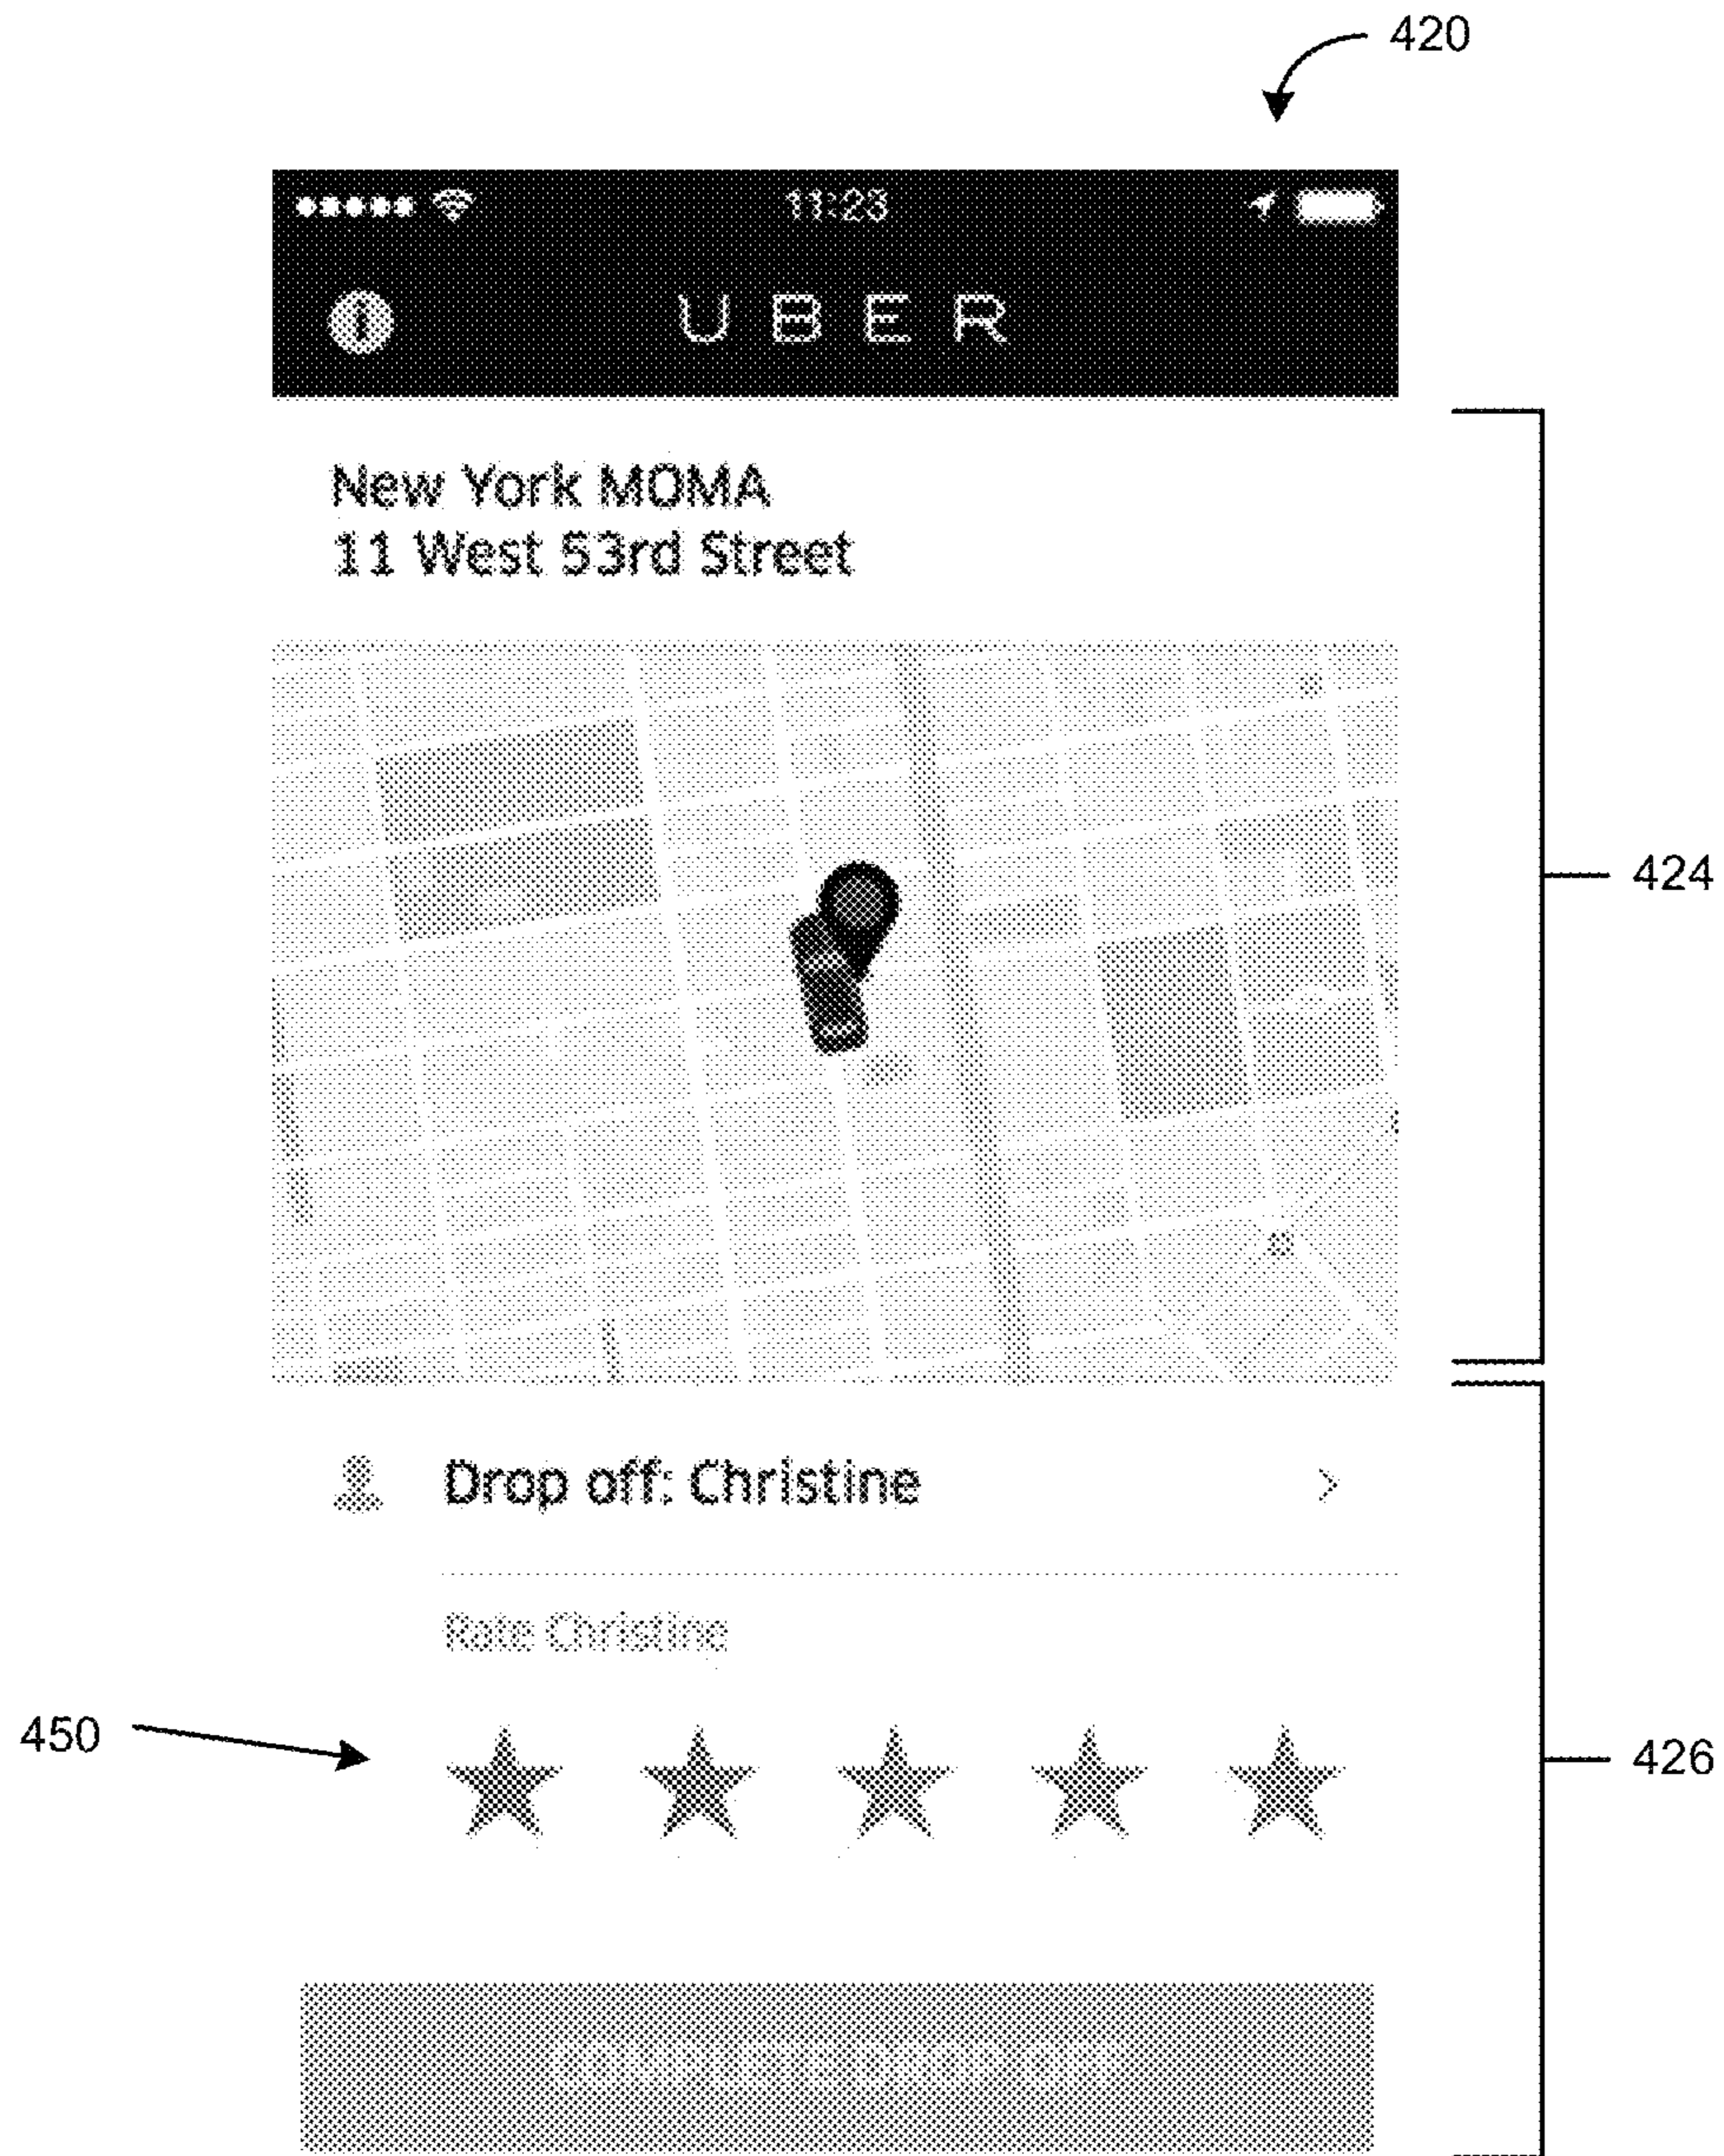 420
11:23
UBER
New York MOMA
11 West 53rd Street
424
Drop off: Christine
Rate Christine
450
426